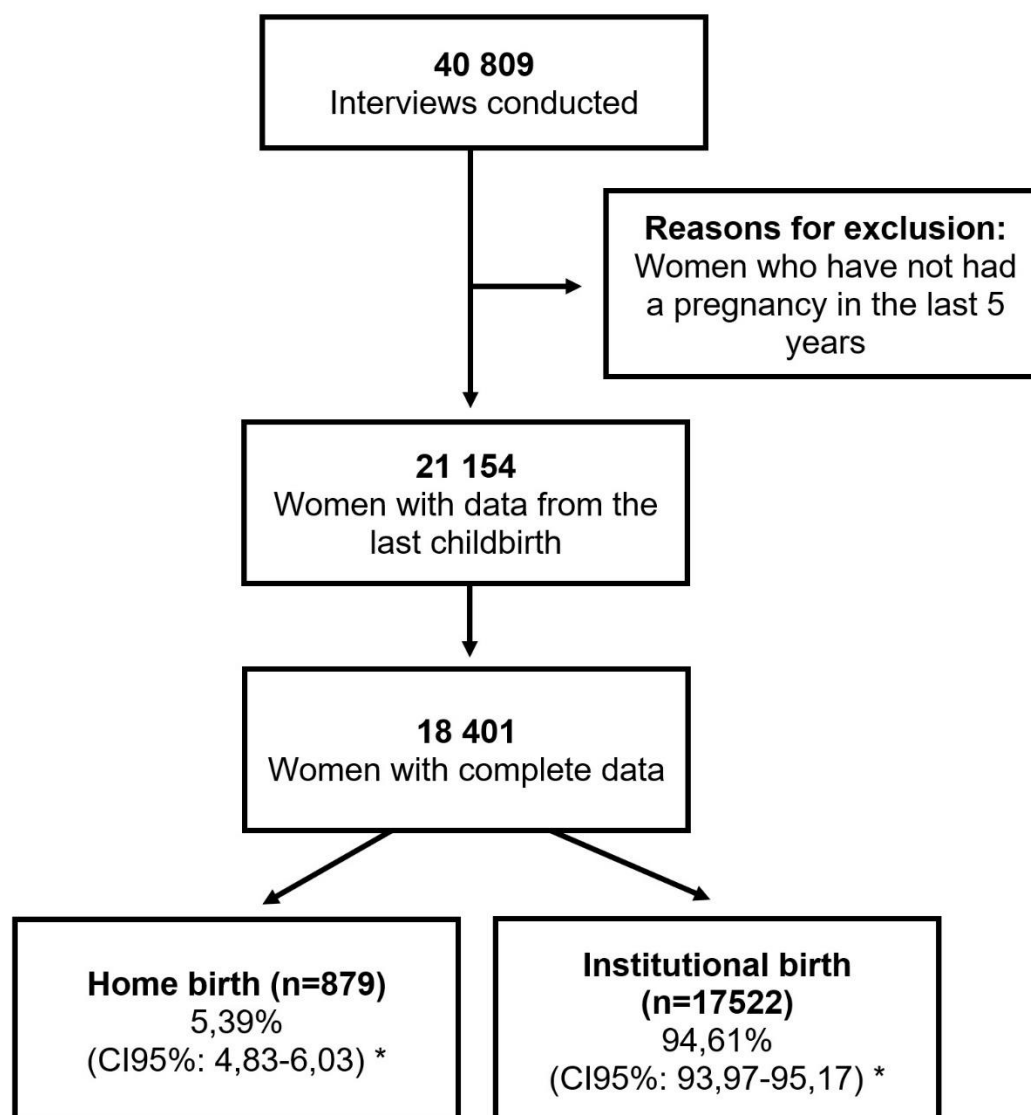 40 809
Interviews conducted
Reasons for exclusion:
Women who have not had
a pregnancy in the last 5
years
21 154
Women with data from the
last childbirth
18 401
Women with complete data
Home birth (n=879)
5,39%
(CI95%: 4,83-6,03) *
Institutional birth
(n=17522)
94,61%
(CI95%: 93,97-95,17) *